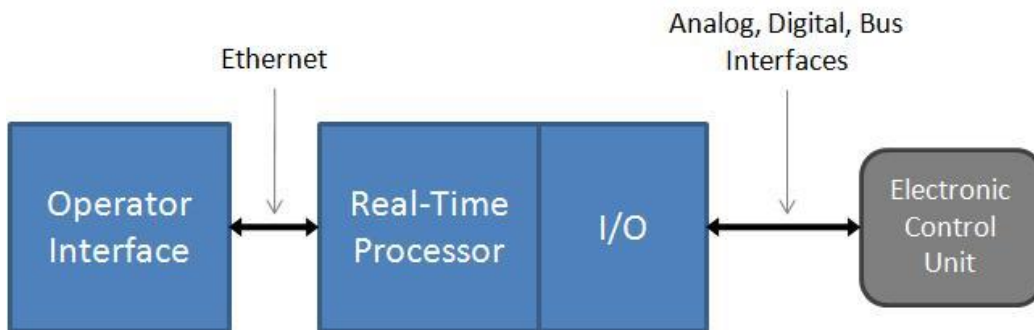 Ethernet
Analog, Digital, Bus
Interfaces
Operator
Interface
Real-Time
Processor
I/O
Electronic
Control
Unit